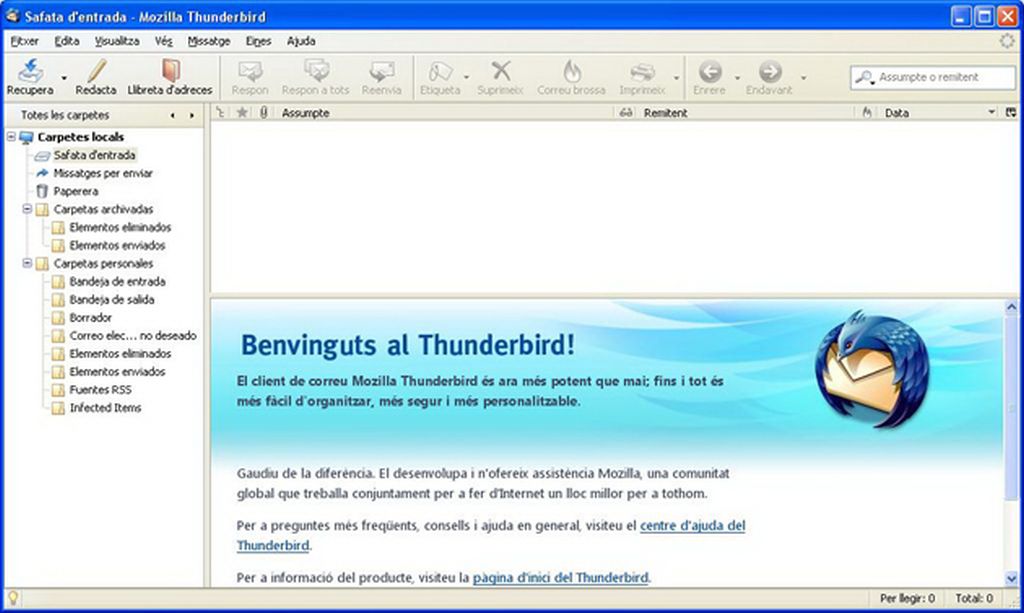 Safata d'entrada - Mozilla Thunderbird
Fitxer Edita Visualitza Vés Missatge Eines Ajuda
Recupera Redacta Llibreta d'adreces Respon Respon a tots Reenvia Etiqueta Suprimeix Correu brossa Imprimeix Enrere Endavant Assumpte o remitent
Totes les carpetes
Assumpte Remitent Data
Carpetes locals
Safata d'entrada
Missatges per enviar
Paperera
Carpetas archivadas
Elementos eliminados
Elementos enviados
Carpetas personales
Bandeja de entrada
Bandeja de salida
Borrador
Correo elec... no deseado
Elementos eliminados
Elementos enviados
Fuentes RSS
Infected Items
Benvinguts al Thunderbird!
El client de correu Mozilla Thunderbird és ara més potent que mai; fins i tot és
més fàcil d'organitzar, més segur i més personalitzable.
Gaudiu de la diferència. El desenvolupa i n'ofereix assistència Mozilla, una comunitat
global que treballa conjuntament per a fer d'Internet un lloc millor per a tothom.
Per a preguntes més freqüents, consells i ajuda en general, visiteu el centre d'ajuda del
Thunderbird.
Per a informació del producte, visiteu la pàgina d'inici del Thunderbird.
Per llegir: 0 Total: 0